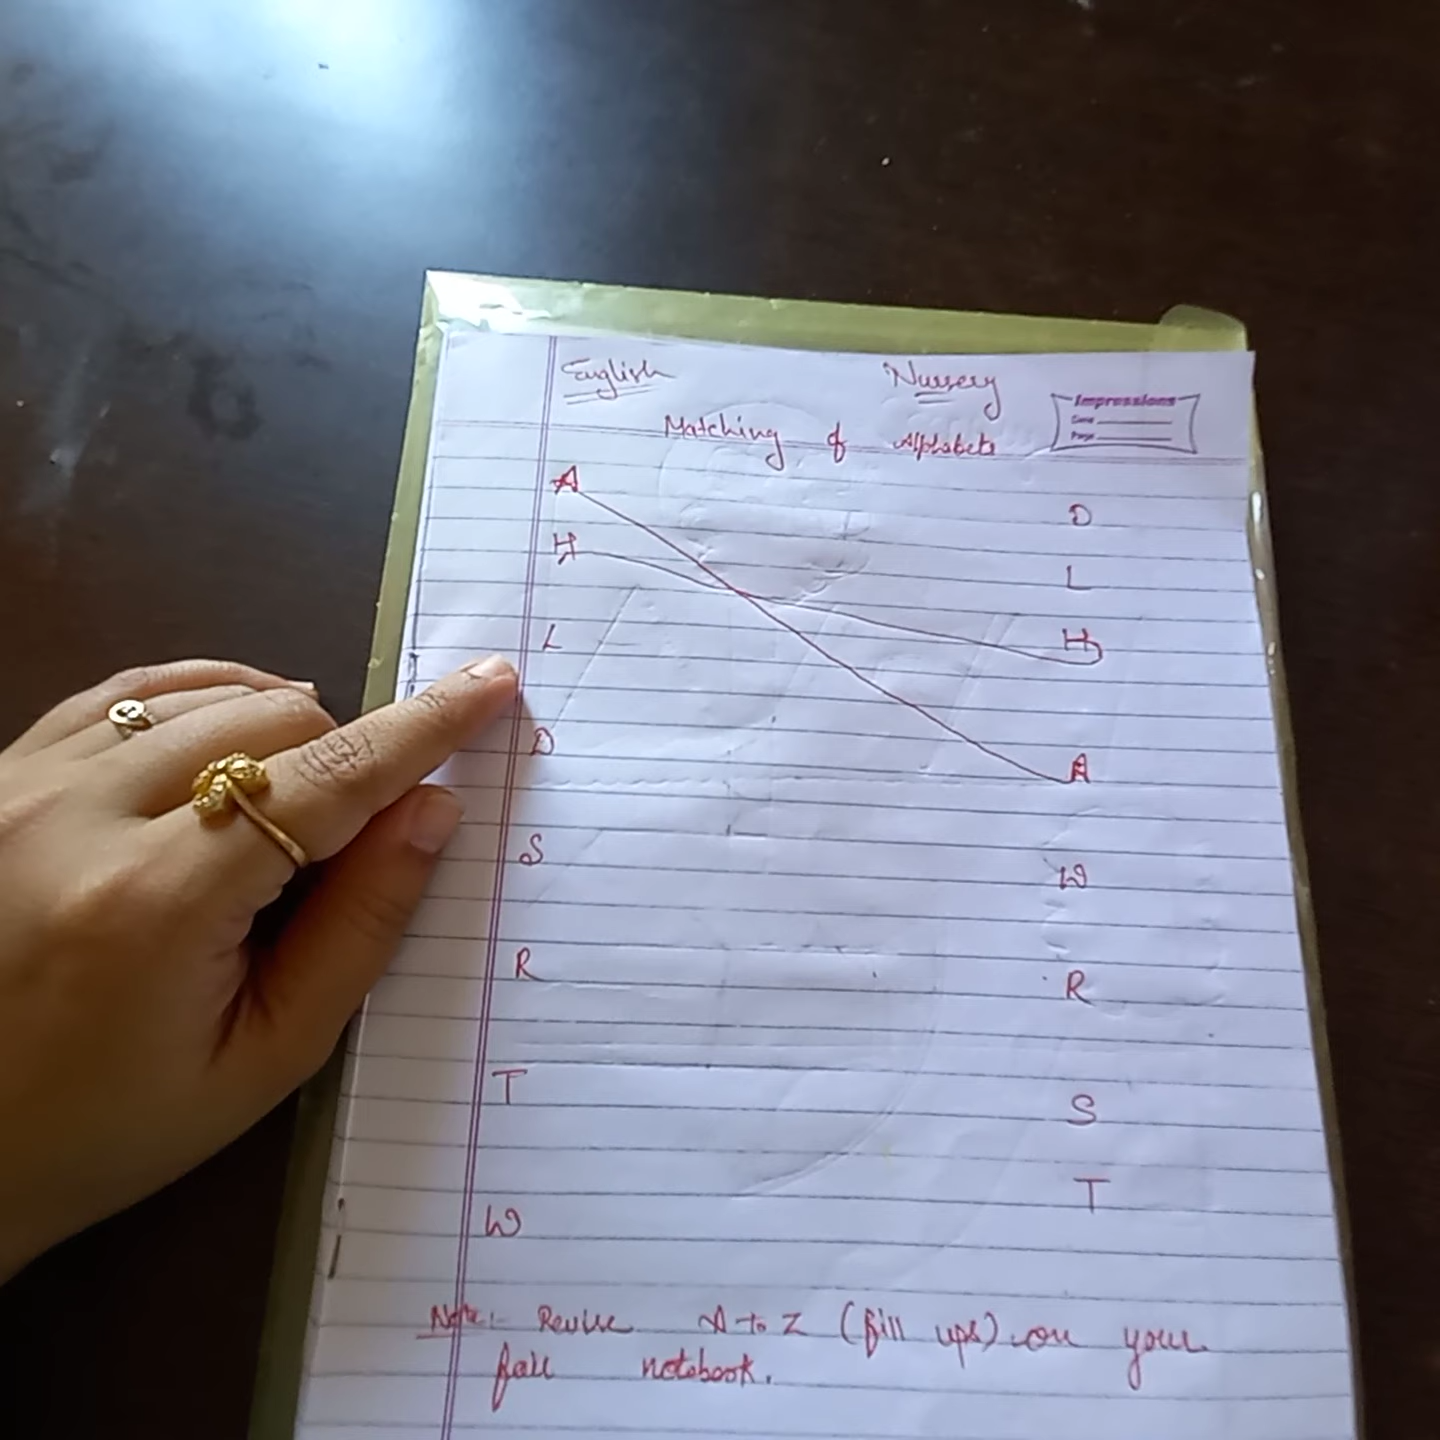 English Nursery
Impressions
Date
Page
Matching of Alphabets
A D
H L
L H
D A
S W
R R
T S
W T
Note:- Revise A to Z (fill ups) on your
fair notebook.